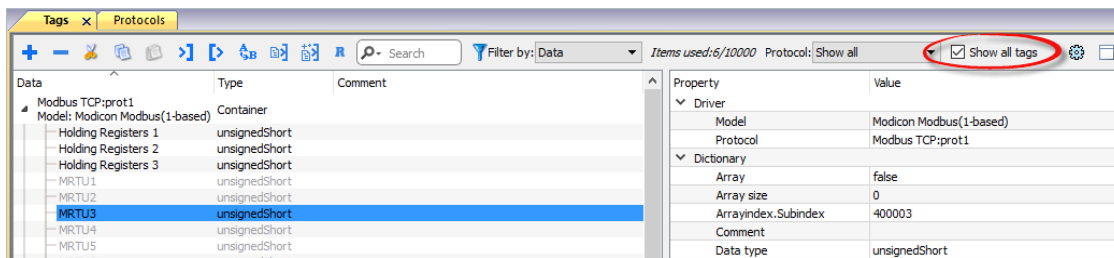 Tags x Protocols
R Search Filter by: Data Items used:6/10000 Protocol: Show all Show all tags
Data Type Comment Property Value
Modbus TCP:prot1
Model: Modicon Modbus(1-based) Container
Driver
Holding Registers 1 unsignedShort
Model Modicon Modbus(1-based)
Holding Registers 2 unsignedShort
Protocol Modbus TCP:prot1
Holding Registers 3 unsignedShort
Dictionary
MRTU1 unsignedShort
Array false
MRTU2 unsignedShort
Array size 0
MRTU3 unsignedShort
Arrayindex.Subindex 400003
MRTU4 unsignedShort
Comment
MRTU5 unsignedShort
Data type unsignedShort